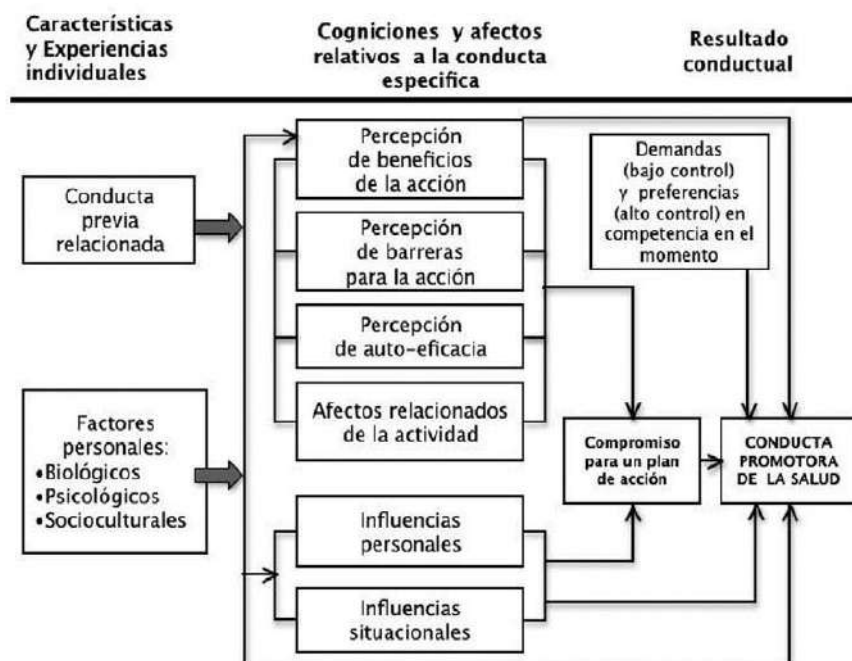 Características
y Experiencias
individuales
Cogniciones y afectos
relativos a la conducta
especifica
Resultado
conductual
Conducta
previa
relacionada
Factores
personales:
•Biológicos
•Psicológicos
•Socioculturales
Percepción
de beneficios
de la acción
Percepción
de barreras
para la acción
Percepción
de auto-eficacia
Afectos relacionados
de la actividad
Influencias
personales
Influencias
situacionales
Demandas
(bajo control)
y preferencias
(alto control) en
competencia en el
momento
Compromiso
para un plan
de acción
CONDUCTA
PROMOTORA
DE LA SALUD